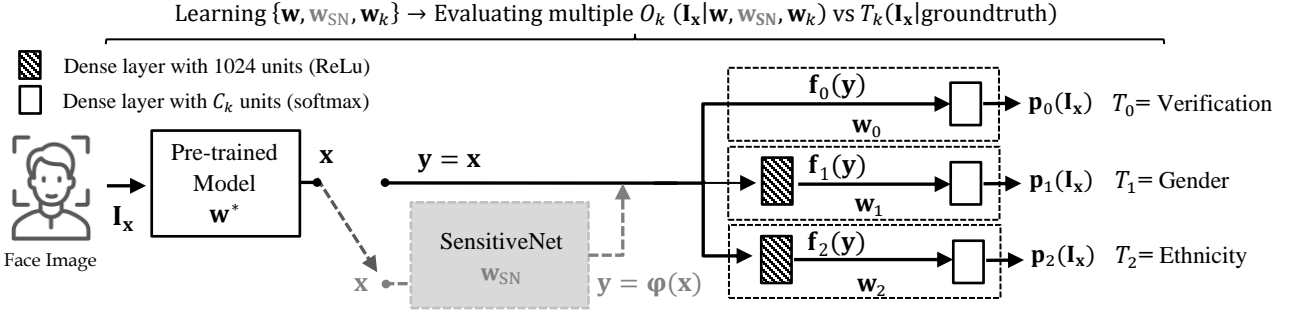 Learning {𝐰, 𝐰_SN, 𝐰_𝑘} → Evaluating multiple 𝑂_𝑘 (𝐈_𝐱|𝐰, 𝐰_SN, 𝐰_𝑘) vs 𝑇_𝑘(𝐈_𝐱|groundtruth)
Dense layer with 1024 units (ReLu)
Dense layer with 𝐶_𝑘 units (softmax)
Face Image
𝐈_𝐱
Pre-trained
Model
𝐰*
𝐱
𝐱
𝐲 = 𝐱
SensitiveNet
𝐰_SN
𝐲 = 𝛗(𝐱)
𝐟_0(𝐲)
𝐰_0
𝐩_0(𝐈_𝐱) 𝑇_0= Verification
𝐟_1(𝐲)
𝐰_1
𝐩_1(𝐈_𝐱) 𝑇_1= Gender
𝐟_2(𝐲)
𝐰_2
𝐩_2(𝐈_𝐱) 𝑇_2= Ethnicity